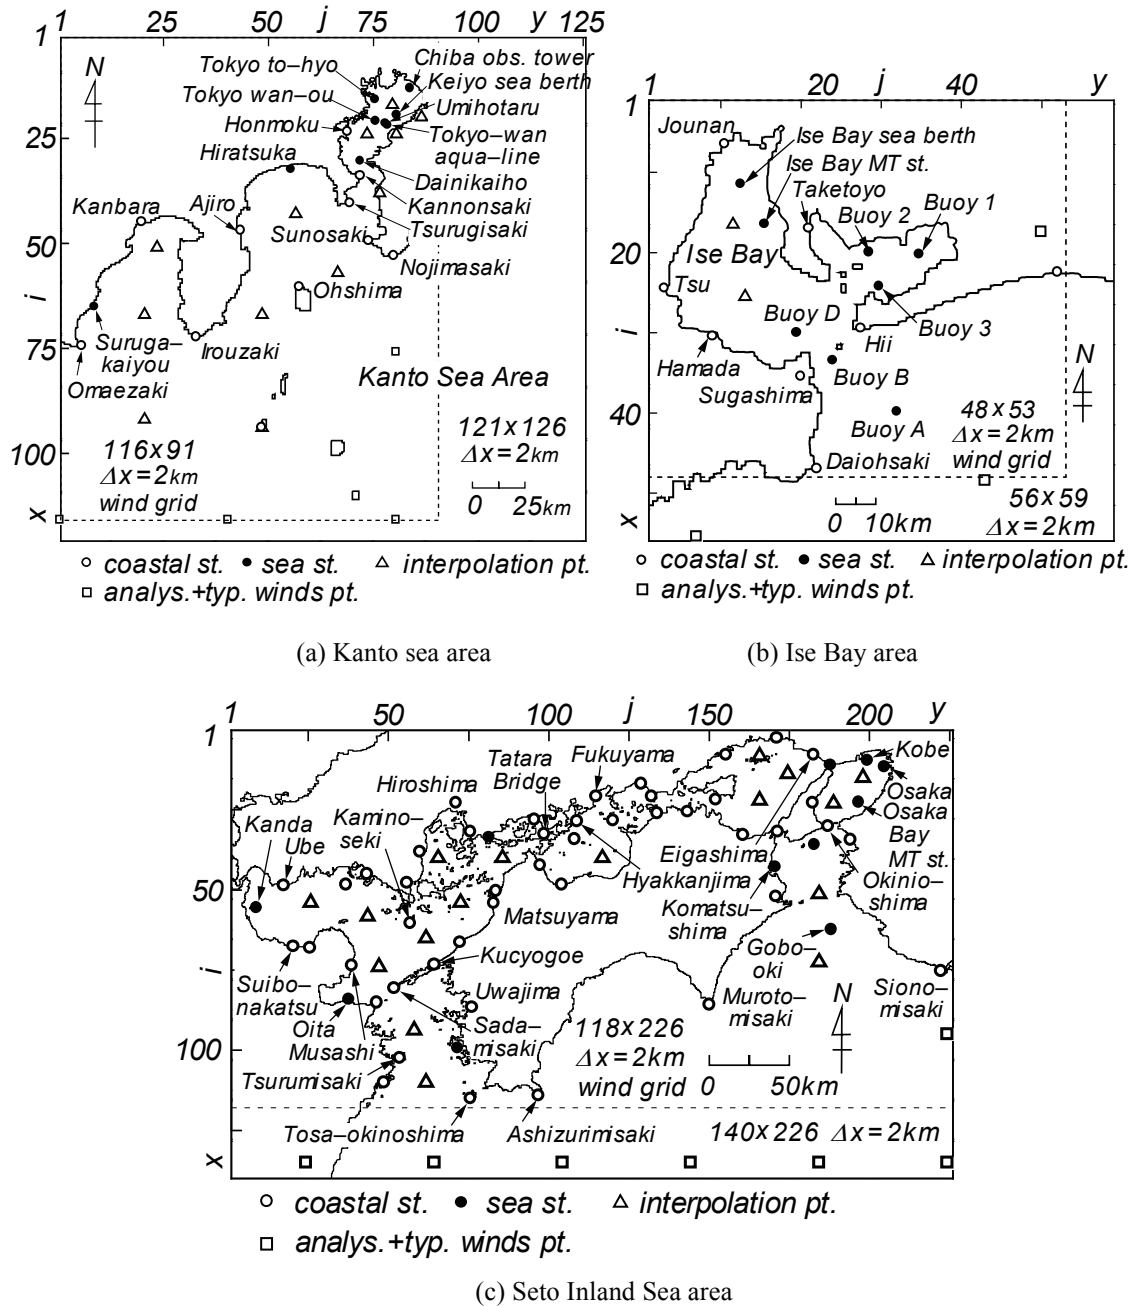 1 25 50 j 75 100 y 125
1
25
50
i
75
100
x
N
Tokyo to-hyo
Tokyo wan-ou
Honmoku
Hiratsuka
Chiba obs. tower
Keiyo sea berth
Umihotaru
Tokyo-wan
aqua-line
Dainikaiho
Kannonsaki
Tsurugisaki
Kanbara
Ajiro
Sunosaki
Nojimasaki
Ohshima
Suruga-
kaiyou
Irouzaki
Omaezaki
Kanto Sea Area
116x91
Δx=2km
wind grid
121x126
Δx=2km
0 25km
coastal st. sea st. interpolation pt.
analys.+typ. winds pt.
(a) Kanto sea area
1 20 j 40 y
1
20
i
40
x
Jounan
Ise Bay sea berth
Ise Bay MT st.
Taketoyo
Buoy 2
Buoy 1
Ise Bay
Tsu
Buoy D
Buoy 3
Hii
Hamada
Buoy B
Sugashima
N
Buoy A
48x53
Δx=2km
wind grid
Daiohsaki
0 10km
56x59
Δx=2km
coastal st. sea st. interpolation pt.
analys.+typ. winds pt.
(b) Ise Bay area
1 50 100 j 150 200 y
1
50
i
100
x
Hiroshima
Tatara
Bridge
Fukuyama
Kobe
Kanda
Ube
Kamino-
seki
Osaka
Osaka
Bay
MT st.
Eigashima
Hyakkanjima
Okinio-
shima
Komatsu-
shima
Matsuyama
Gobo-
oki
Kucyogoe
Suibo-
nakatsu
Uwajima
Muroto-
misaki
N
Siono-
misaki
Oita
Musashi
Sada-
misaki
118x226
Δx=2km
wind grid
0 50km
Tsurumisaki
Tosa-okinoshima
Ashizurimisaki
140x226 Δx=2km
coastal st. sea st. interpolation pt.
analys.+typ. winds pt.
(c) Seto Inland Sea area